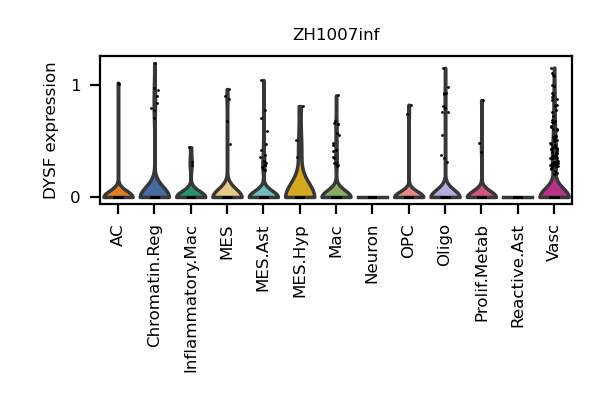 ZH1007inf
DYSF expression
1
0
AC
Chromatin.Reg
Inflammatory.Mac
MES
MES.Ast
MES.Hyp
Mac
Neuron
OPC
Oligo
Prolif.Metab
Reactive.Ast
Vasc